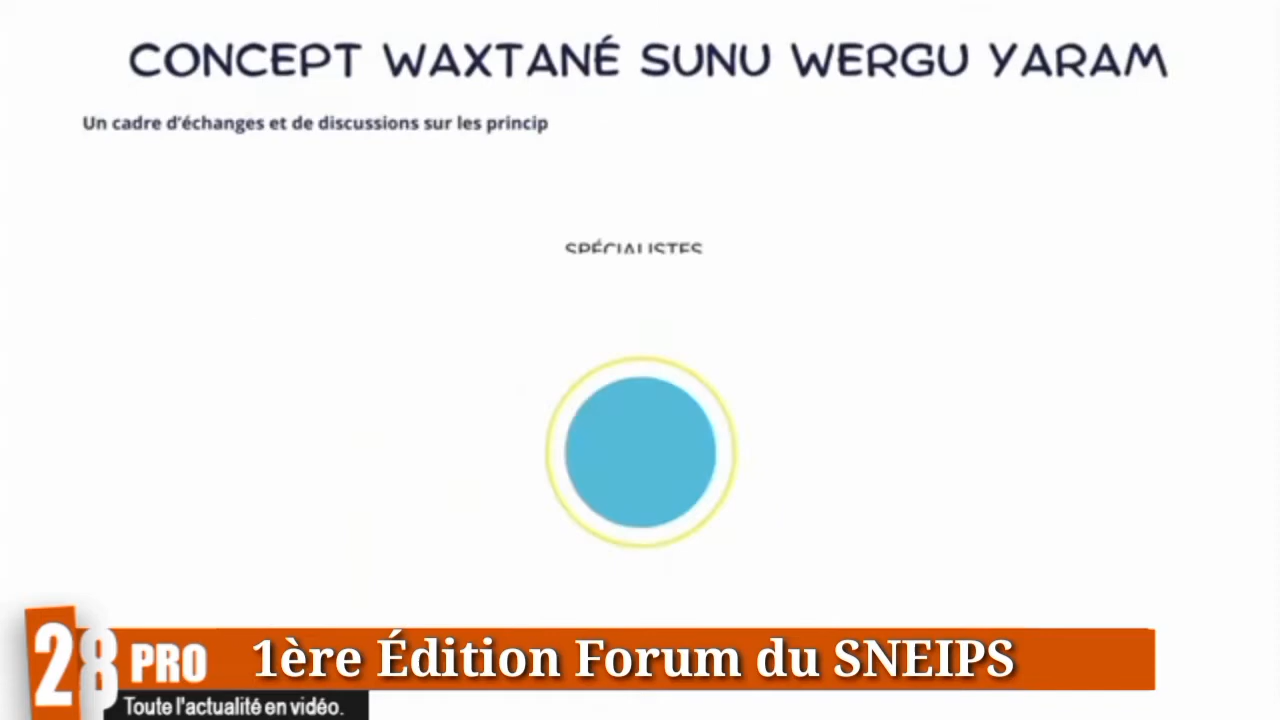 CONCEPT WAXTANÉ SUNU WERGU YARAM
Un cadre d'échanges et de discussions sur les princip
SPÉCIALISTES
28 PRO
1ère Édition Forum du SNEIPS
Toute l'actualité en vidéo.